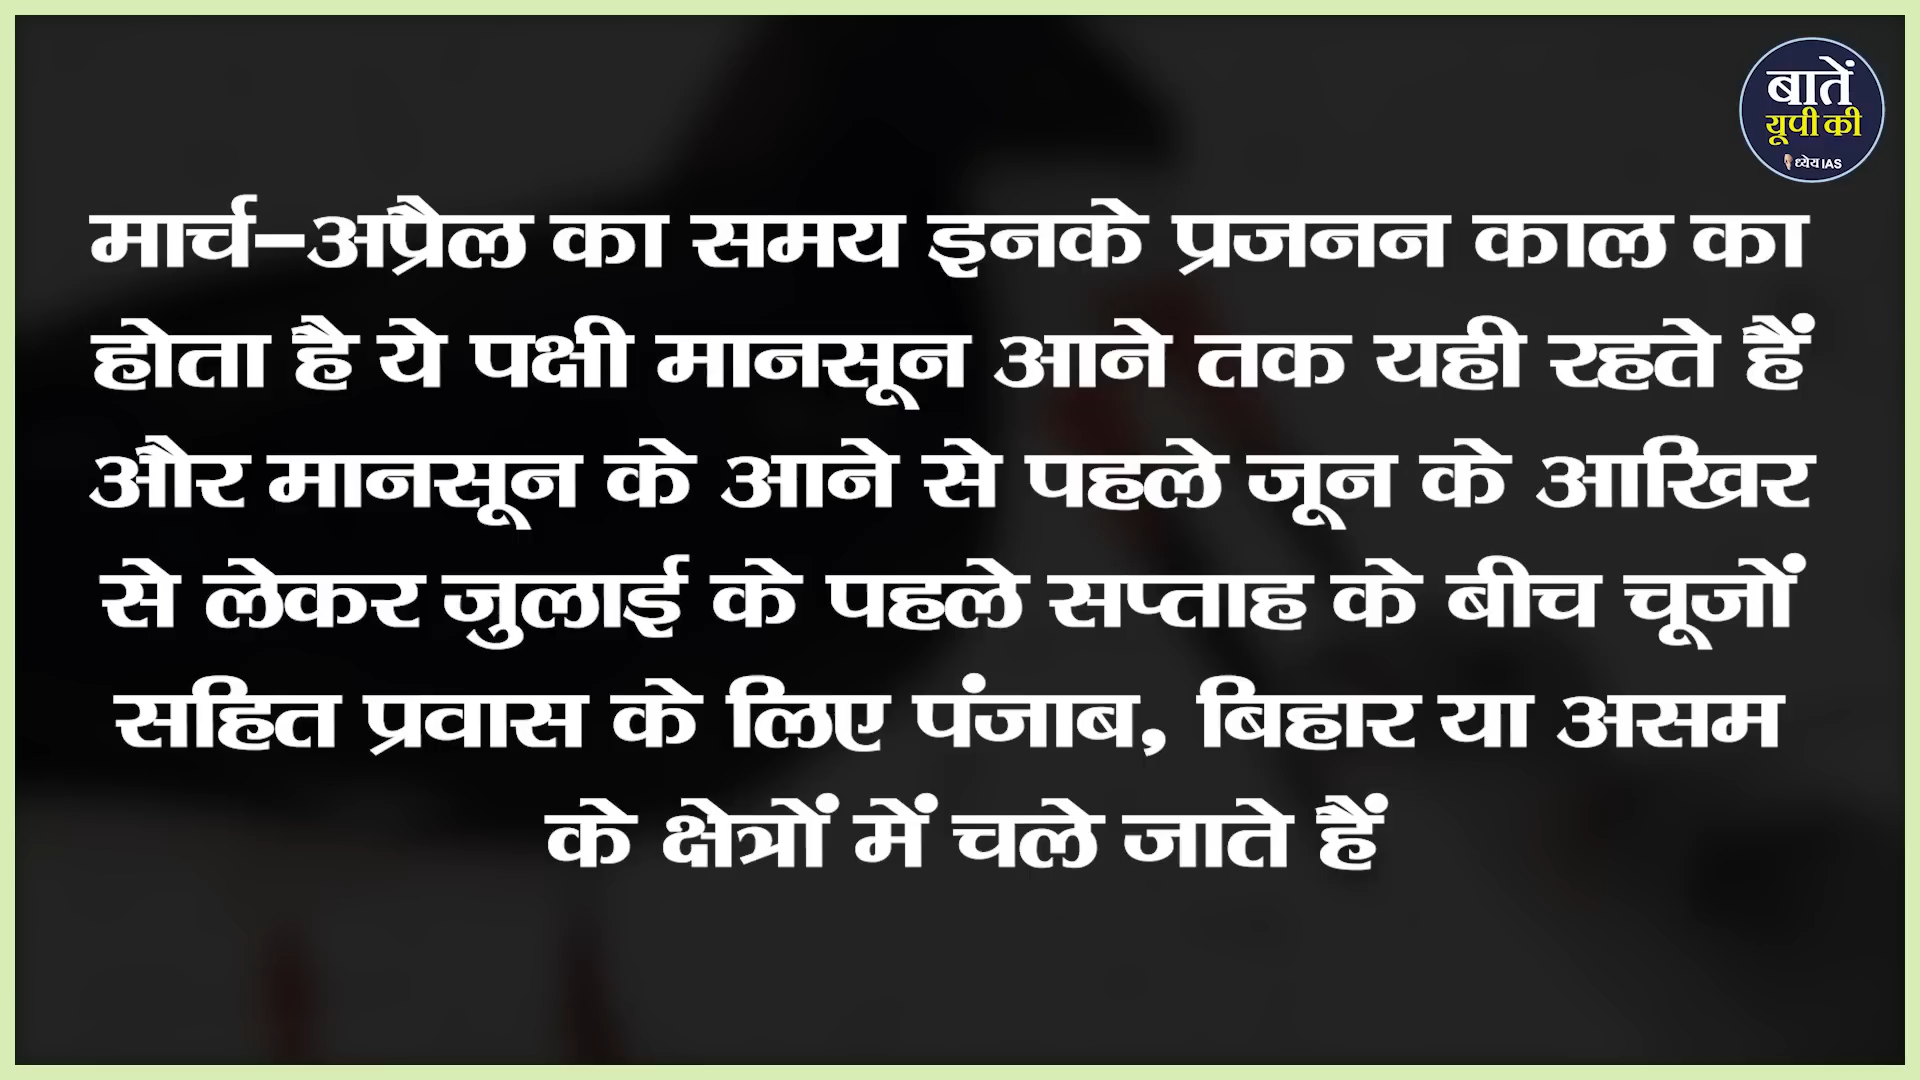 बातें
यूपी की
ध्येय IAS
मार्च-अप्रैल का समय इनके प्रजनन काल का
होता है ये पक्षी मानसून आने तक यही रहते हैं
और मानसून के आने से पहले जून के आखिर
से लेकर जुलाई के पहले सप्ताह के बीच चूजों
सहित प्रवास के लिए पंजाब, बिहार या असम
के क्षेत्रों में चले जाते हैं